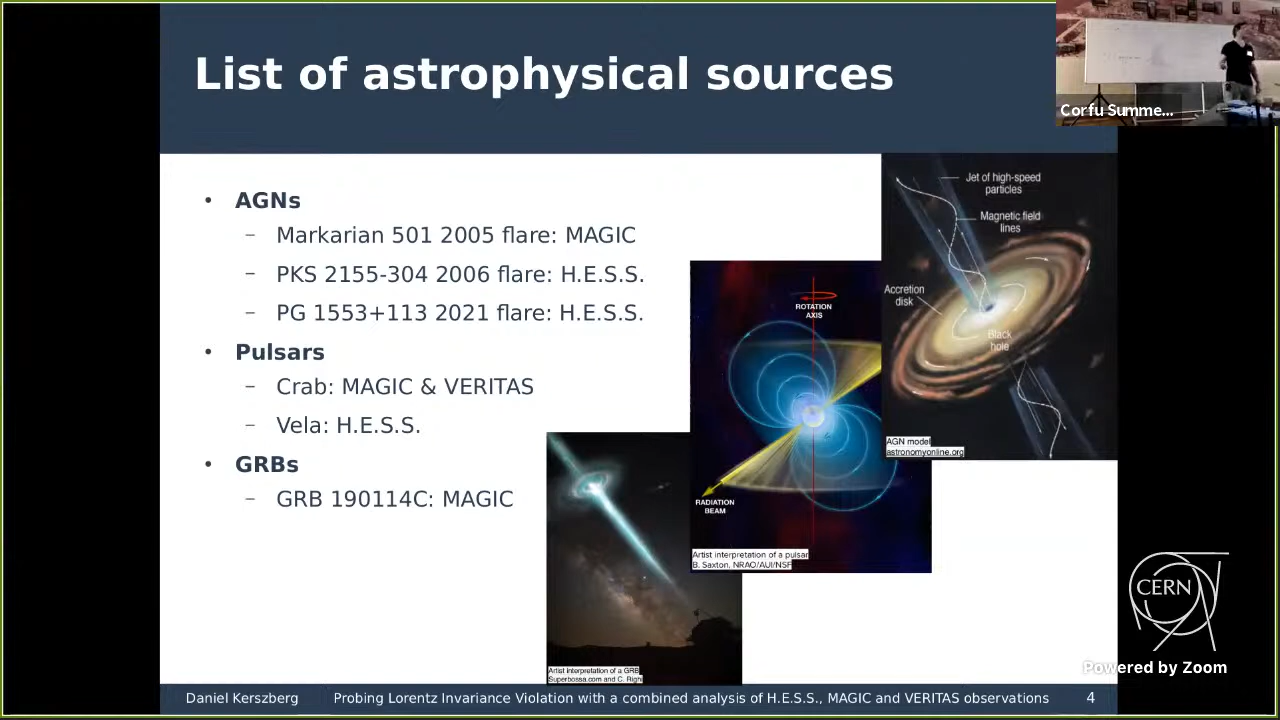 List of astrophysical sources
Corfu Summe...
• AGNs
– Markarian 501 2005 flare: MAGIC
– PKS 2155-304 2006 flare: H.E.S.S.
– PG 1553+113 2021 flare: H.E.S.S.
• Pulsars
– Crab: MAGIC & VERITAS
– Vela: H.E.S.S.
• GRBs
– GRB 190114C: MAGIC
Jet of high-speed
particles
Magnetic field
lines
Accretion
disk
Black
hole
AGN model
astronomyonline.org
ROTATION
AXIS
RADIATION
BEAM
Artist interpretation of a pulsar
B. Saxton, NRAO/AUI/NSF
Artist interpretation of a GRB
Superbossa.com and C. Righi
CERN
Powered by Zoom
Daniel Kerszberg
Probing Lorentz Invariance Violation with a combined analysis of H.E.S.S., MAGIC and VERITAS observations
4